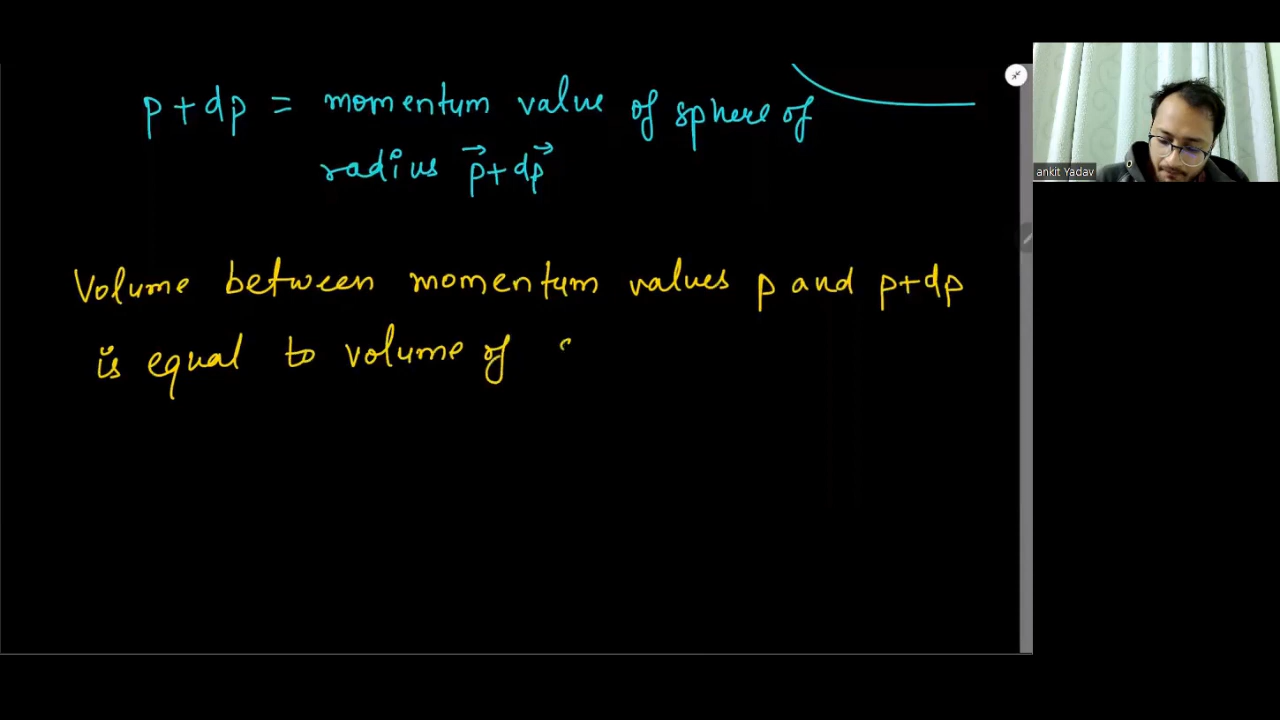 p+dp = momentum value of sphere of
radius p⃗+dp⃗
ankit Yadav
Volume between momentum values p and p+dp
is equal to volume of